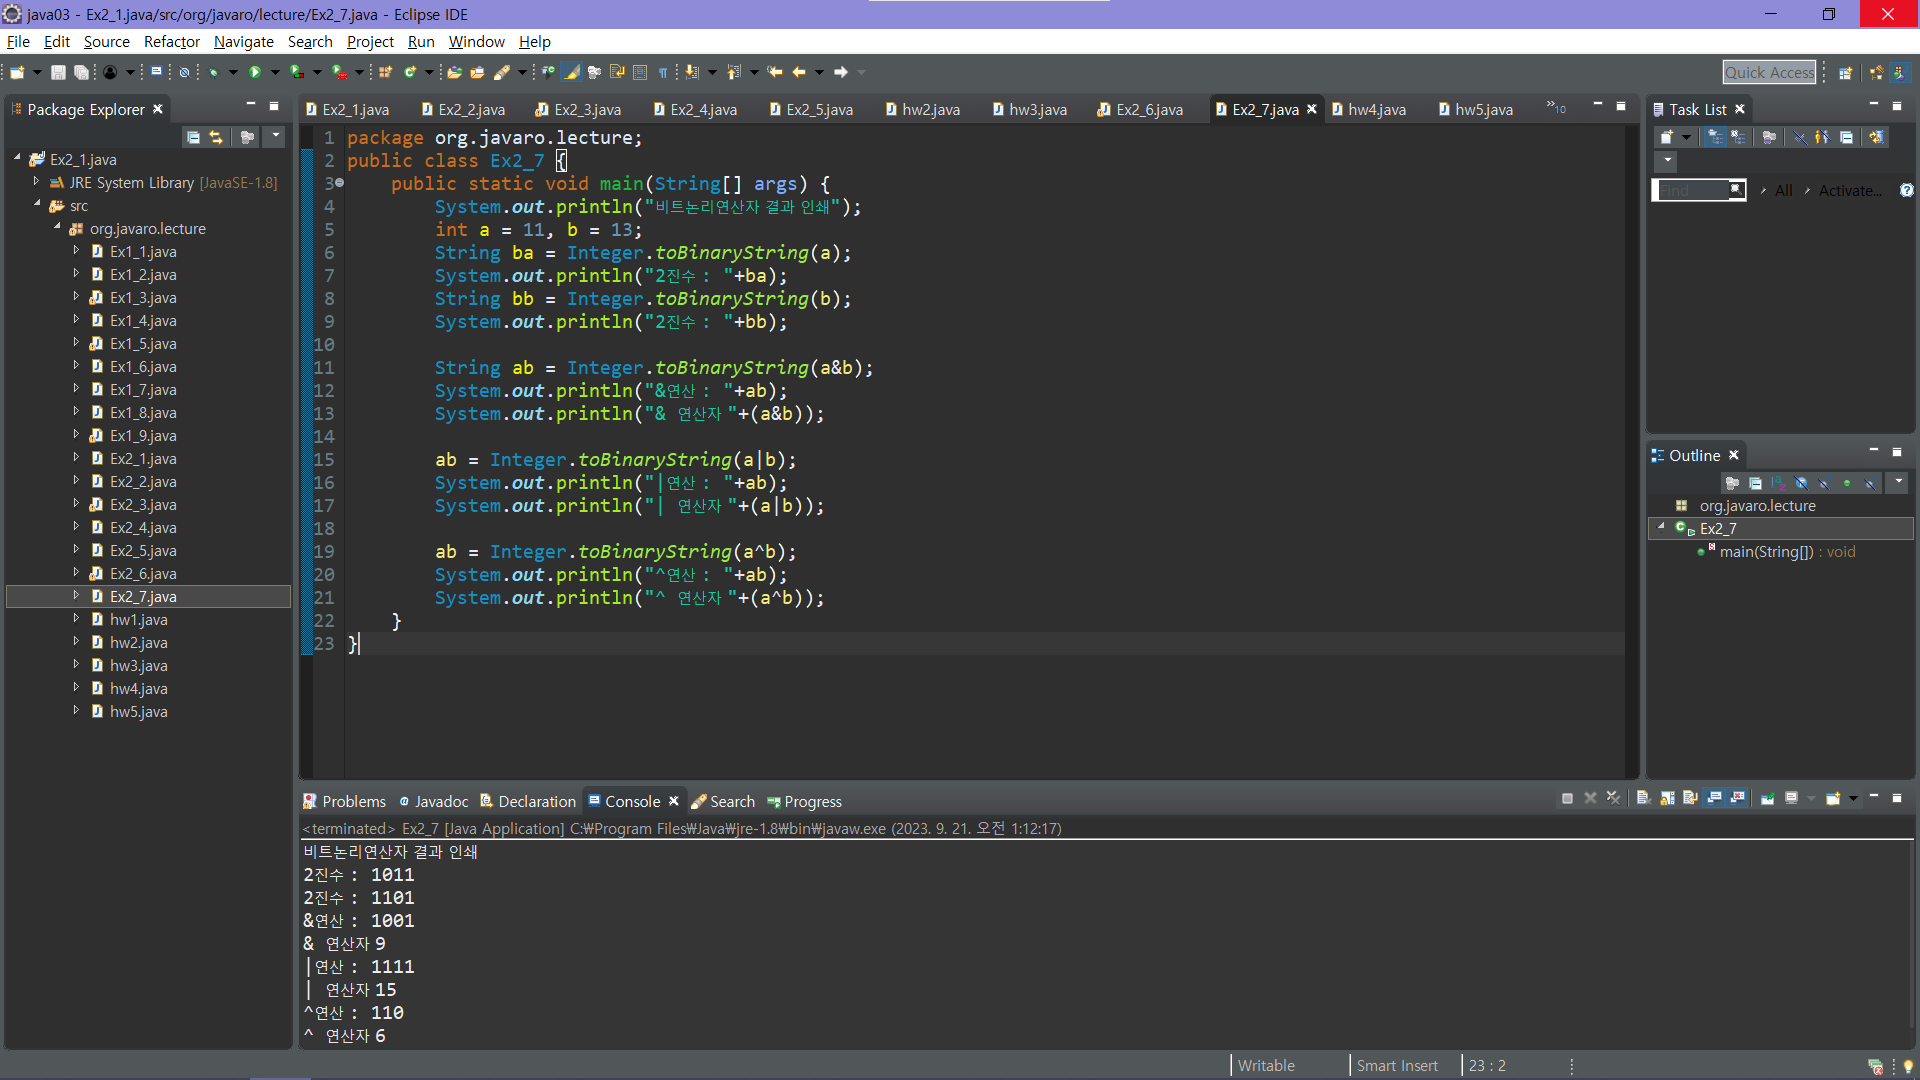 java03 - Ex2_1.java/src/org/javaro/lecture/Ex2_7.java - Eclipse IDE
File Edit Source Refactor Navigate Search Project Run Window Help
Quick Access
Package Explorer
Ex2_1.java
JRE System Library [JavaSE-1.8]
src
org.javaro.lecture
Ex1_1.java
Ex1_2.java
Ex1_3.java
Ex1_4.java
Ex1_5.java
Ex1_6.java
Ex1_7.java
Ex1_8.java
Ex1_9.java
Ex2_1.java
Ex2_2.java
Ex2_3.java
Ex2_4.java
Ex2_5.java
Ex2_6.java
Ex2_7.java
hw1.java
hw2.java
hw3.java
hw4.java
hw5.java
Ex2_1.java Ex2_2.java Ex2_3.java Ex2_4.java Ex2_5.java hw2.java hw3.java Ex2_6.java Ex2_7.java hw4.java hw5.java »10
1 package org.javaro.lecture;
2 public class Ex2_7 {
3 public static void main(String[] args) {
4 System.out.println("비트논리연산자 결과 인쇄");
5 int a = 11, b = 13;
6 String ba = Integer.toBinaryString(a);
7 System.out.println("2진수 : "+ba);
8 String bb = Integer.toBinaryString(b);
9 System.out.println("2진수 : "+bb);
10
11 String ab = Integer.toBinaryString(a&b);
12 System.out.println("&연산 : "+ab);
13 System.out.println("& 연산자 "+(a&b));
14
15 ab = Integer.toBinaryString(a|b);
16 System.out.println("|연산 : "+ab);
17 System.out.println("| 연산자 "+(a|b));
18
19 ab = Integer.toBinaryString(a^b);
20 System.out.println("^연산 : "+ab);
21 System.out.println("^ 연산자 "+(a^b));
22 }
23 }
Task List
Find All Activate...
Outline
org.javaro.lecture
Ex2_7
main(String[]) : void
Problems Javadoc Declaration Console Search Progress
<terminated> Ex2_7 [Java Application] C:₩Program Files₩Java₩jre-1.8₩bin₩javaw.exe (2023. 9. 21. 오전 1:12:17)
비트논리연산자 결과 인쇄
2진수 : 1011
2진수 : 1101
&연산 : 1001
& 연산자 9
|연산 : 1111
| 연산자 15
^연산 : 110
^ 연산자 6
Writable Smart Insert 23 : 2